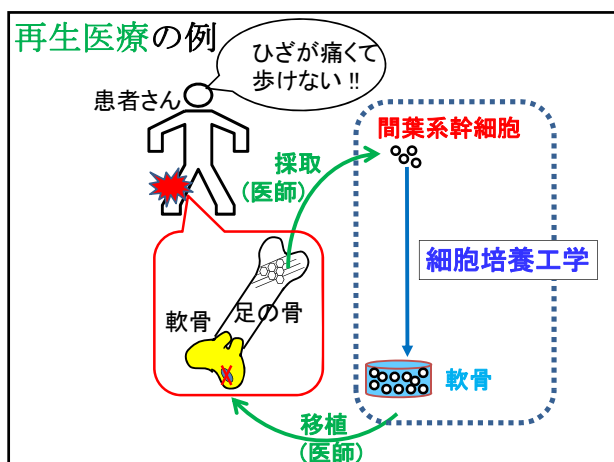 再生医療の例
ひざが痛くて
歩けない !!
患者さん
間葉系幹細胞
採取
(医師)
細胞培養工学
軟骨
足の骨
軟骨
移植
(医師)